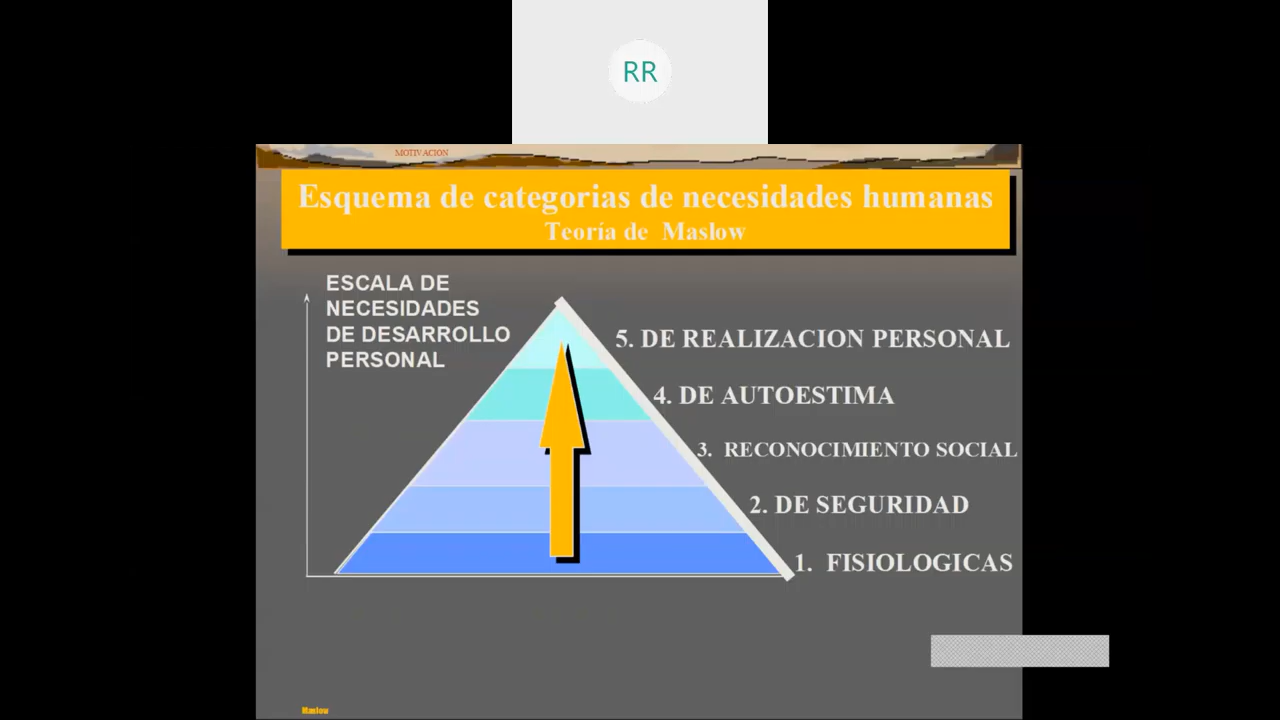 RR
MOTIVACION
Esquema de categorias de necesidades humanas
Teoría de Maslow
ESCALA DE
NECESIDADES
DE DESARROLLO
PERSONAL
5. DE REALIZACION PERSONAL
4. DE AUTOESTIMA
3. RECONOCIMIENTO SOCIAL
2. DE SEGURIDAD
1. FISIOLOGICAS
Maslow